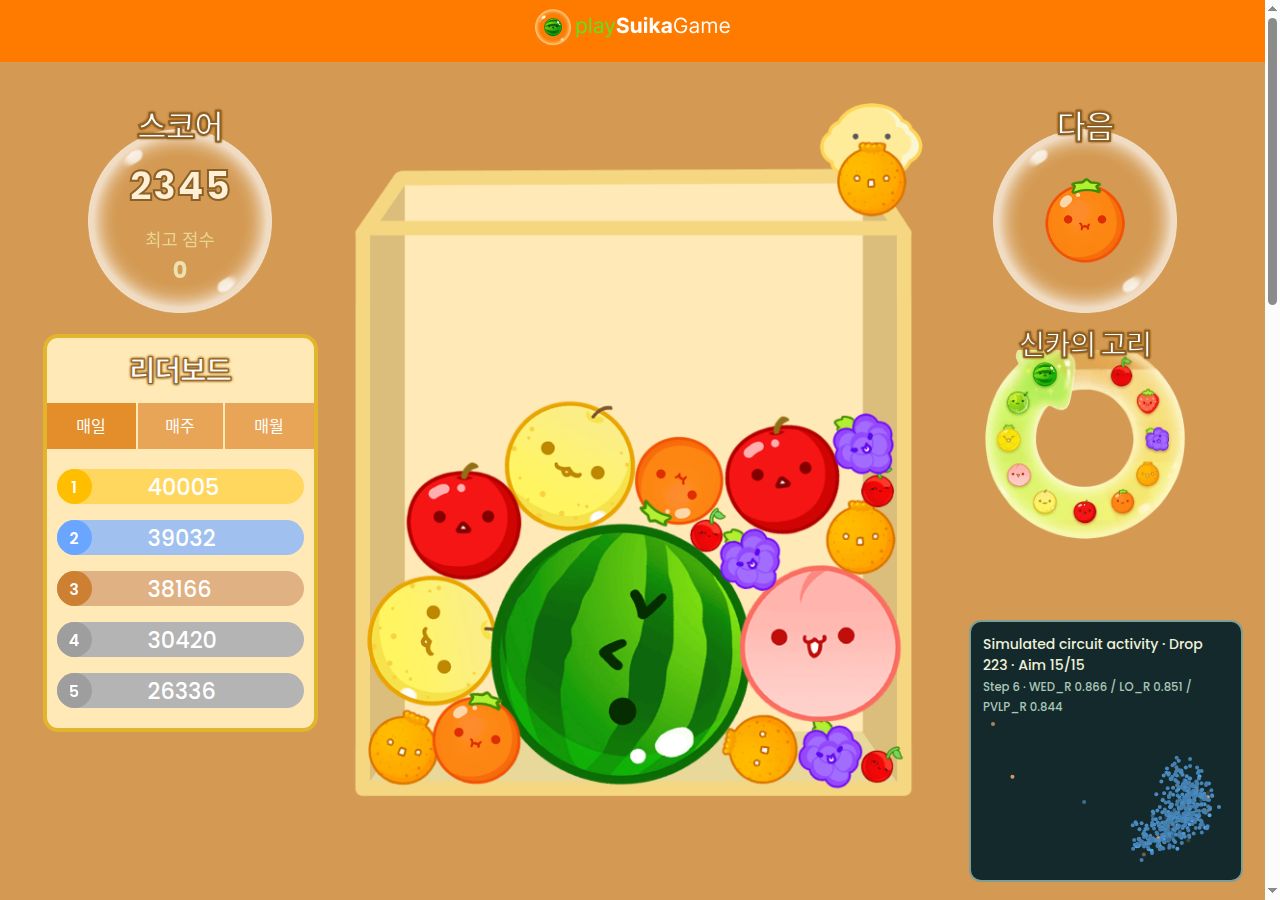 playSuikaGame
스코어
2345
최고 점수
0
다음
신카의 고리
리더보드
매일
매주
매월
1 40005
2 39032
3 38166
4 30420
5 26336
Simulated circuit activity · Drop
223 · Aim 15/15
Step 6 · WED_R 0.866 / LO_R 0.851 /
PVLP_R 0.844